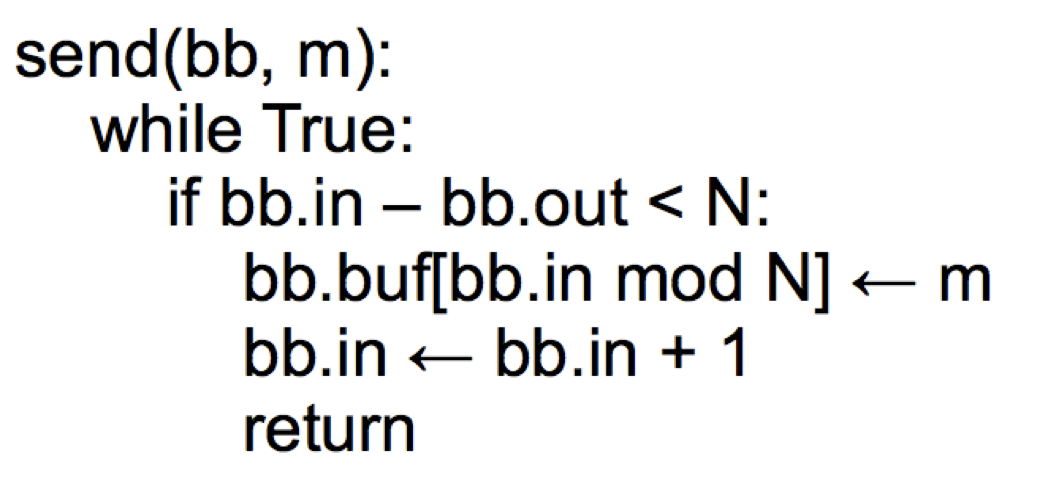 send(bb, m):
while True:
if bb.in – bb.out < N:
bb.buf[bb.in mod N] ← m
bb.in ← bb.in + 1
return